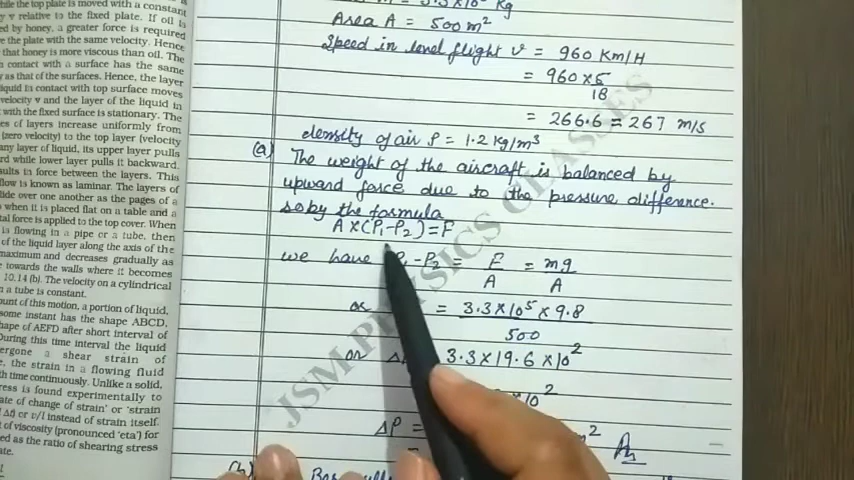 while the top plate is moved with a constant
y v relative to the fixed plate. If oil is
ed by honey, a greater force is required
e the plate with the same velocity. Hence
that honey is more viscous than oil. The
contact with a surface has the same
y as that of the surfaces. Hence, the layer
iquid in contact with top surface moves
velocity v and the layer of the liquid in
with the fixed surface is stationary. The
es of layers increase uniformly from
(zero velocity) to the top layer (velocity
any layer of liquid, its upper layer pulls
rd while lower layer pulls it backward.
sults in force between the layers. This
flow is known as laminar. The layers of
lide over one another as the pages of a
when it is placed flat on a table and a
tal force is applied to the top cover. When
is flowing in a pipe or a tube, then
of the liquid layer along the axis of the
maximum and decreases gradually as
towards the walls where it becomes
10.14 (b). The velocity on a cylindrical
n a tube is constant.
ount of this motion, a portion of liquid,
some instant has the shape ABCD,
hape of AEFD after short interval of
During this time interval the liquid
ergone a shear strain of
e, the strain in a flowing fluid
th time continuously. Unlike a solid,
ress is found experimentally to
ate of change of strain' or 'strain
Δd or v/l instead of strain itself.
t of viscosity (pronounced 'eta') for
ed as the ratio of shearing stress
ate.
Kg
Area A = 500 m²
Speed in level flight v = 960 Km/H
= 960 × 5
18
= 266.6 = 267 m/s
density of air ρ = 1.2 Kg/m³
(a) The weight of the aircraft is balanced by
upward force due to the pressure difference.
so by the formula
A × (P₁-P₂) = F
we have P₁-P₂ = F = mg
A A
or = 3.3 × 10⁵ × 9.8
500
or Δ 3.3 × 19.6 × 10²
× 10²
ΔP =
(b)
JSM PHYSICS CLASSES